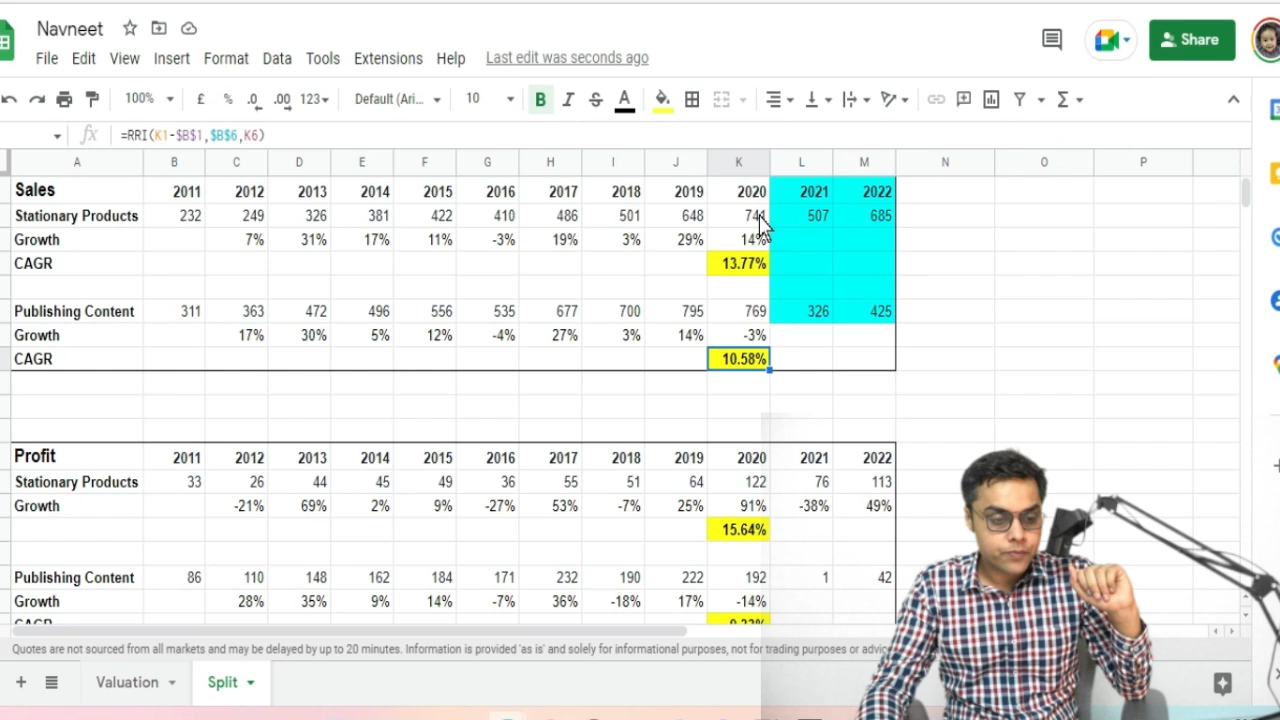 Navneet
Share
File Edit View Insert Format Data Tools Extensions Help Last edit was seconds ago
100% £ % .0 .00 123 Default (Ari... 10 B I S A
fx =RRI(K1-$B$1,$B$6,K6)
A B C D E F G H I J K L M N O P
Sales 2011 2012 2013 2014 2015 2016 2017 2018 2019 2020 2021 2022
Stationary Products 232 249 326 381 422 410 486 501 648 741 507 685
Growth 7% 31% 17% 11% -3% 19% 3% 29% 14%
CAGR 13.77%
Publishing Content 311 363 472 496 556 535 677 700 795 769 326 425
Growth 17% 30% 5% 12% -4% 27% 3% 14% -3%
CAGR 10.58%
Profit 2011 2012 2013 2014 2015 2016 2017 2018 2019 2020 2021 2022
Stationary Products 33 26 44 45 49 36 55 51 64 122 76 113
Growth -21% 69% 2% 9% -27% 53% -7% 25% 91% -38% 49%
15.64%
Publishing Content 86 110 148 162 184 171 232 190 222 192 1 42
Growth 28% 35% 9% 14% -7% 36% -18% 17% -14%
CAGR
Quotes are not sourced from all markets and may be delayed by up to 20 minutes. Information is provided 'as is' and solely for informational purposes, not for trading purposes or advice
+ Valuation Split